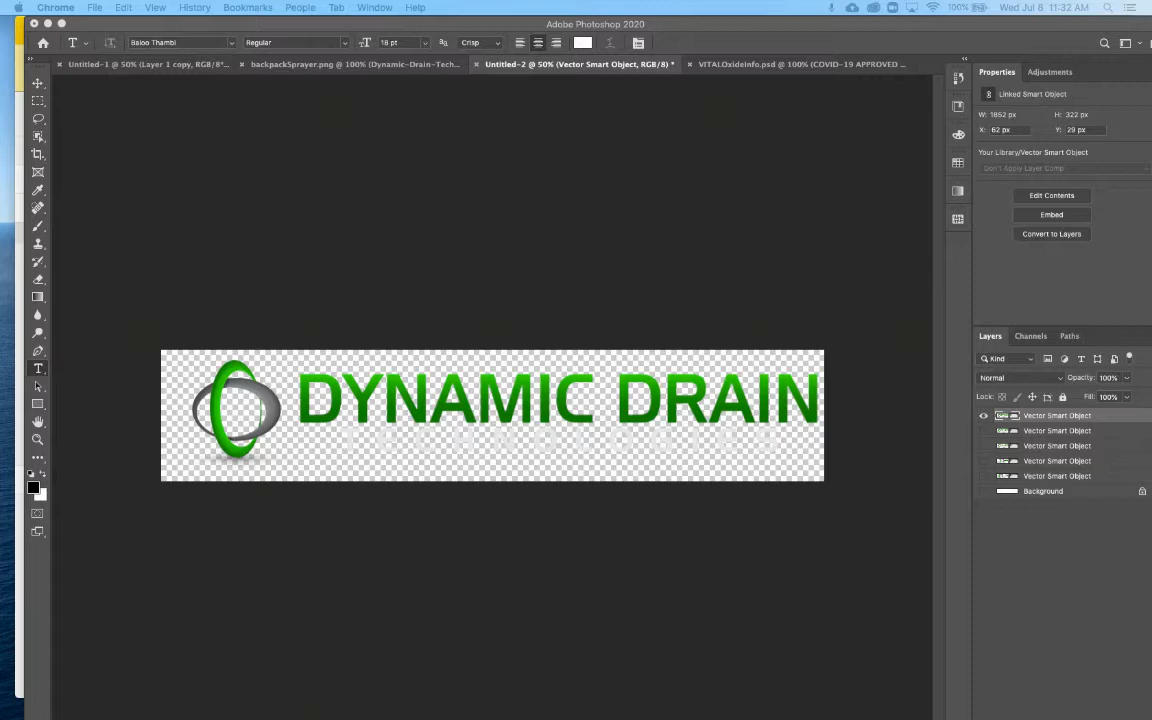 Chrome File Edit View History Bookmarks People Tab Window Help 100% Wed Jul 8 11:32 AM
Adobe Photoshop 2020
T Baloo Thambi Regular 18 pt Crisp
Untitled-1 @ 50% (Layer 1 copy, RGB/8*... backpackSprayer.png @ 100% (Dynamic-Drain-Tech... Untitled-2 @ 50% (Vector Smart Object, RGB/8) * VITALOxideInfo.psd @ 100% (COVID-19 APPROVED ...
Properties Adjustments
Linked Smart Object
W: 1852 px H: 322 px
X: 62 px Y: 29 px
Your Library/Vector Smart Object
Don't Apply Layer Comp
Edit Contents
Embed
Convert to Layers
DYNAMIC DRAIN
TECHNOLOGIES
Layers Channels Paths
Kind
Normal Opacity: 100%
Lock: Fill: 100%
Vector Smart Object
Vector Smart Object
Vector Smart Object
Vector Smart Object
Vector Smart Object
Background